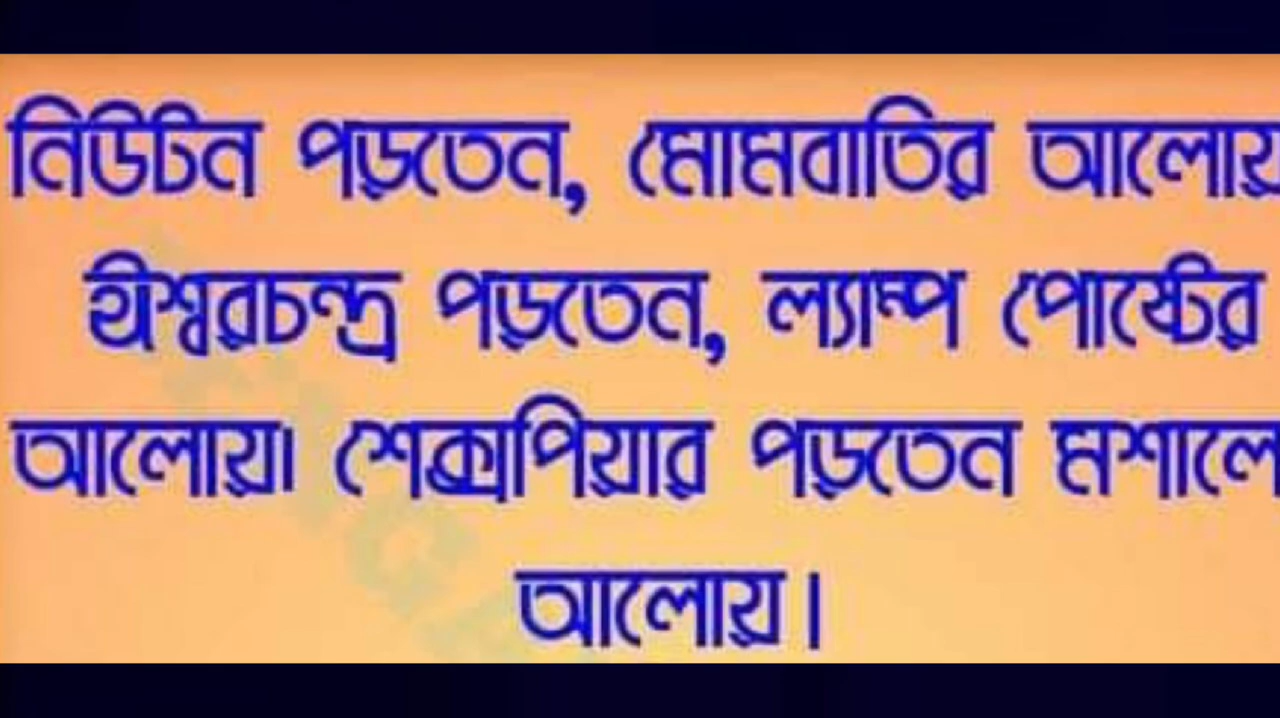 নিউটন পড়তেন, মোমবাতির আলোয়
ঈশ্বরচন্দ্র পড়তেন, ল্যাম্প পোষ্টের
আলোয়। শেক্সপিয়ার পড়তেন মশালে
আলোয়।